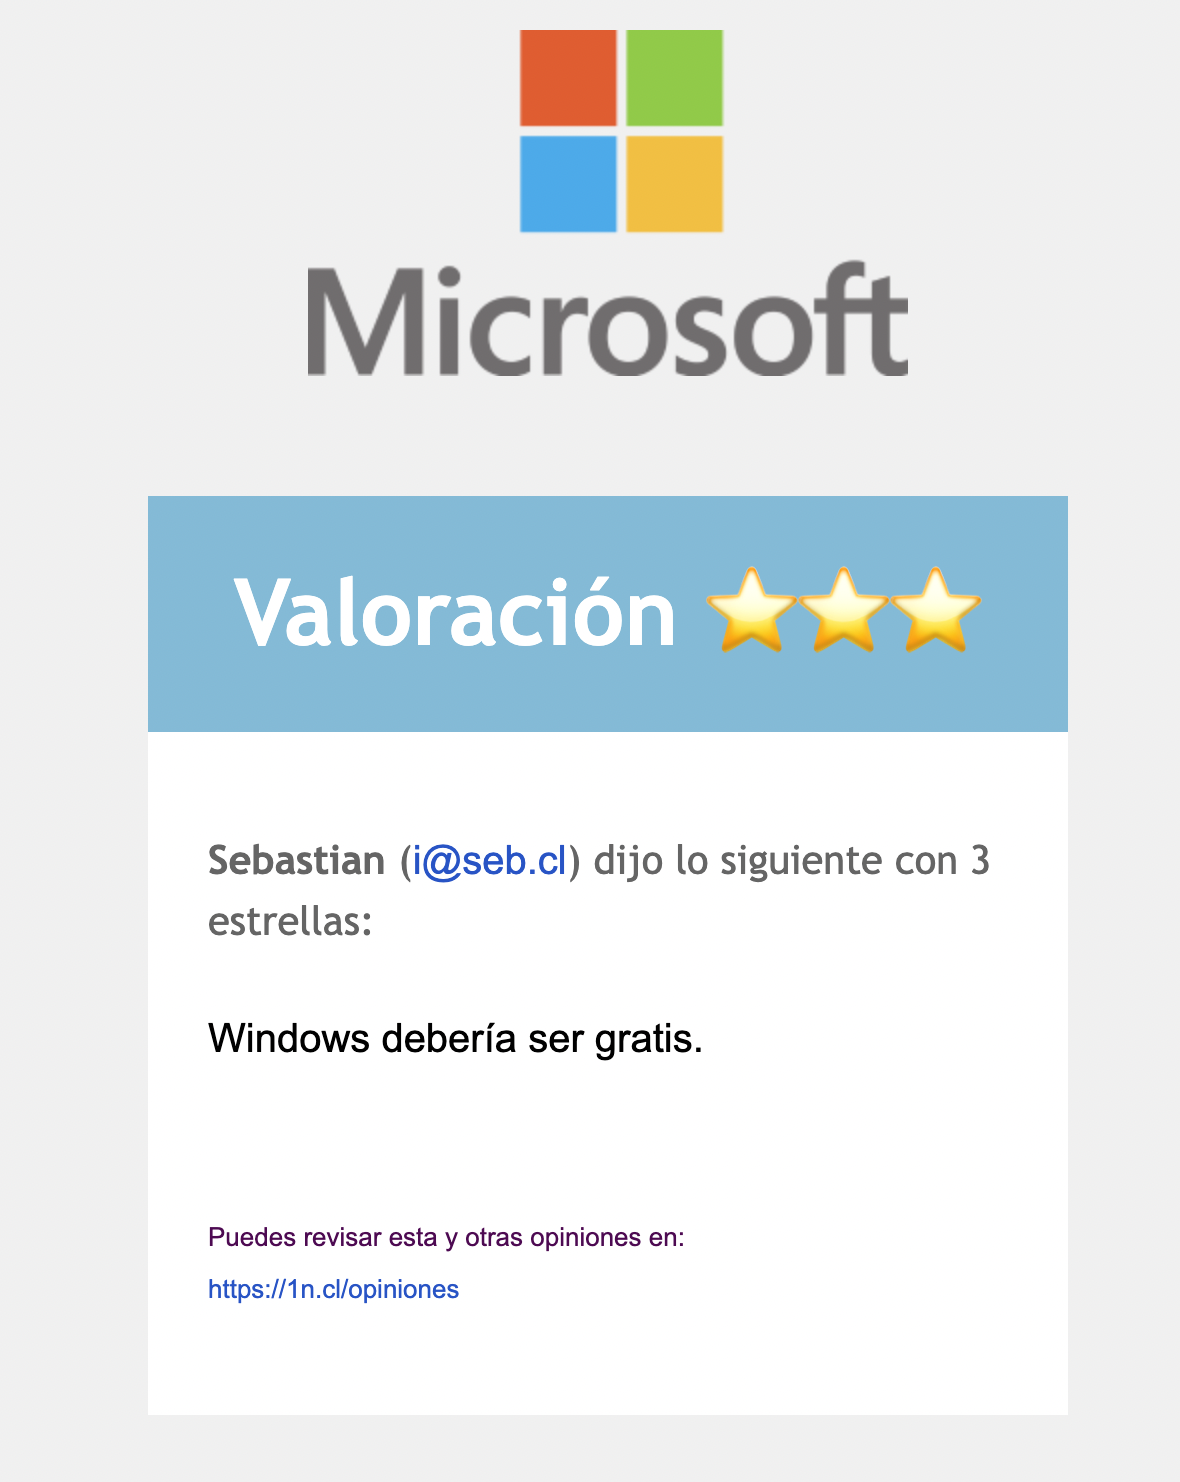 Microsoft
Valoración ⭐⭐⭐
Sebastian (i@seb.cl) dijo lo siguiente con 3
estrellas:
Windows debería ser gratis.
Puedes revisar esta y otras opiniones en:
https://1n.cl/opiniones